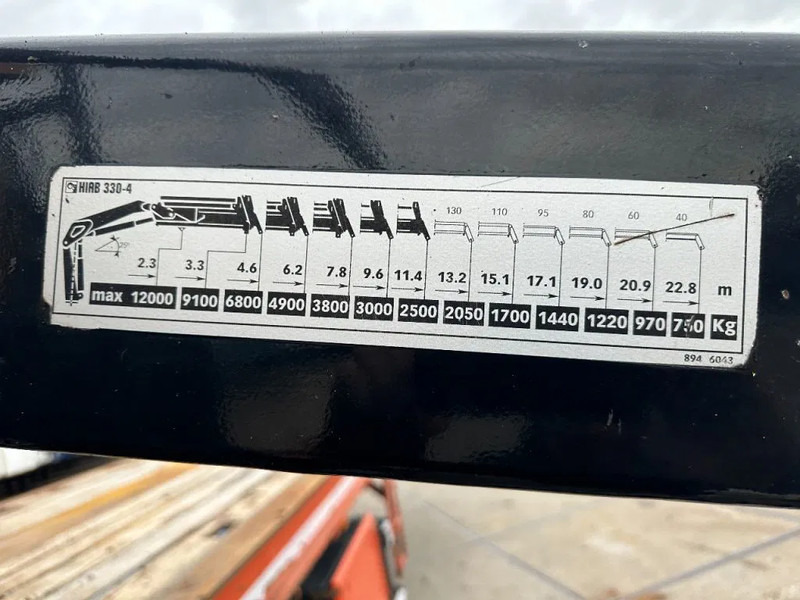 HIAB 330-4
130 110 95 80 60 40
2.3 3.3 4.6 6.2 7.8 9.6 11.4 13.2 15.1 17.1 19.0 20.9 22.8 m
max 12000 9100 6800 4900 3800 3000 2500 2050 1700 1440 1220 970 750 Kg
894 6043